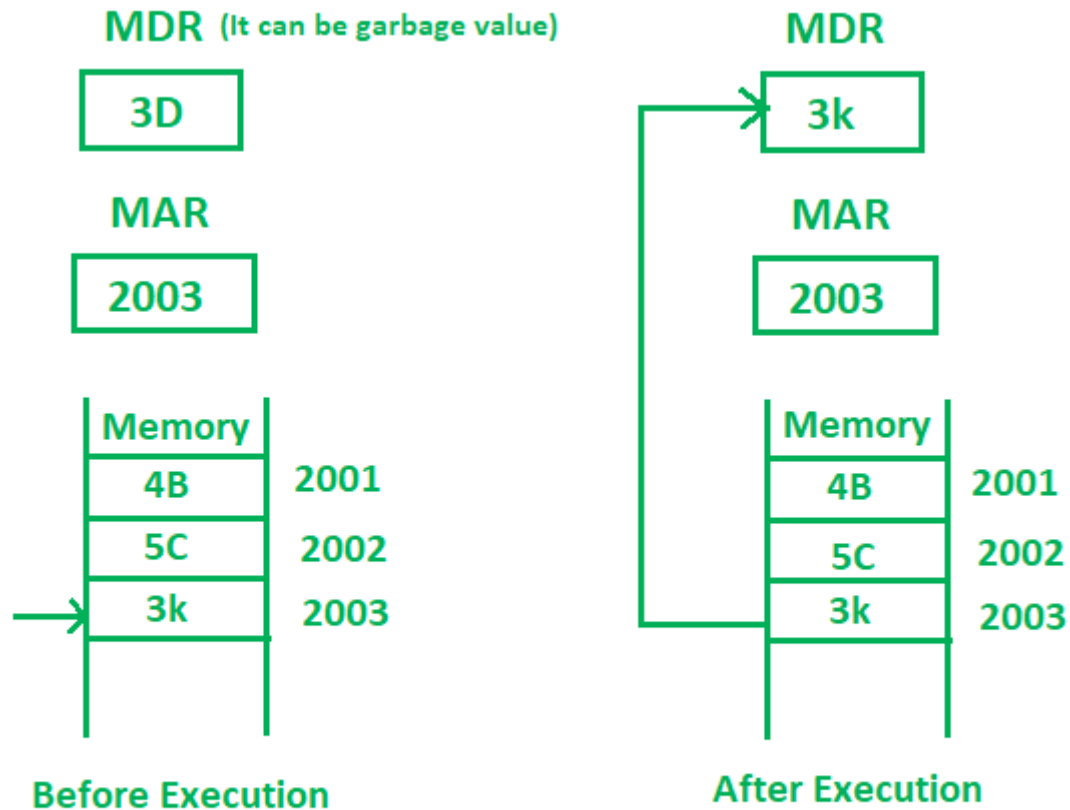 MDR (It can be garbage value)
3D
MAR
2003
Memory
4B 2001
5C 2002
3k 2003
Before Execution
MDR
3k
MAR
2003
Memory
4B 2001
5C 2002
3k 2003
After Execution